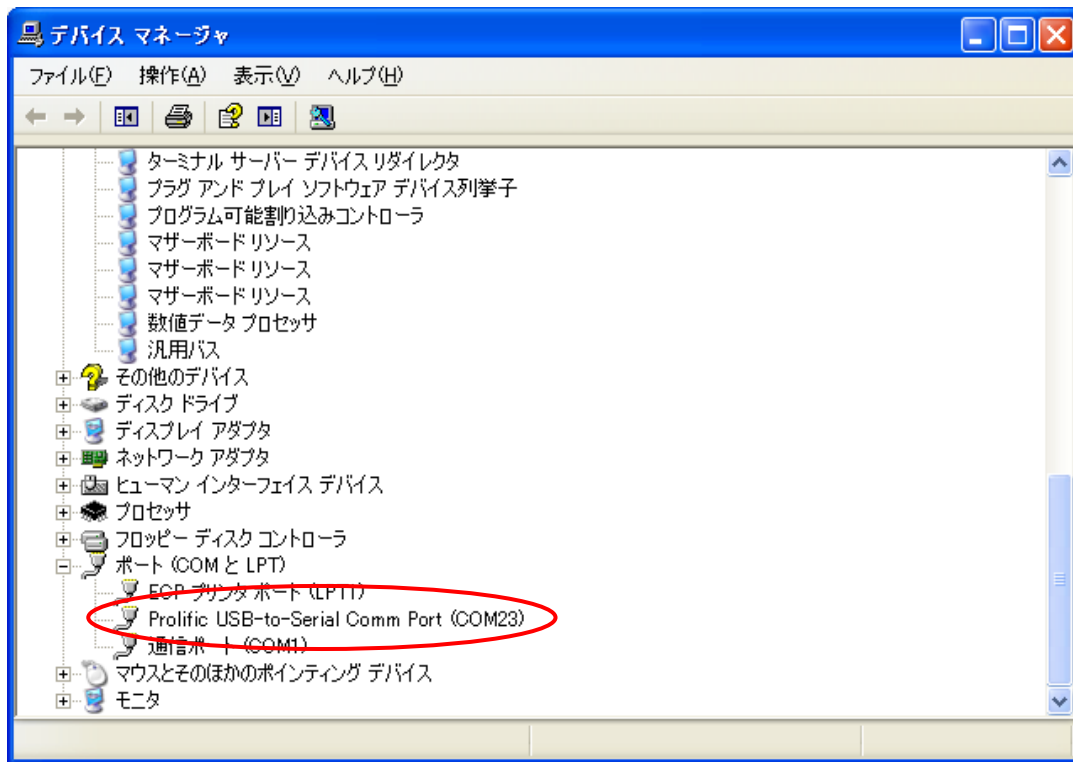 デバイス マネージャ
ファイル(F) 操作(A) 表示(V) ヘルプ(H)
ターミナル サーバー デバイス リダイレクタ
プラグ アンド プレイ ソフトウェア デバイス列挙子
プログラム可能割り込みコントローラ
マザーボード リソース
マザーボード リソース
マザーボード リソース
数値データ プロセッサ
汎用バス
その他のデバイス
ディスク ドライブ
ディスプレイ アダプタ
ネットワーク アダプタ
ヒューマン インターフェイス デバイス
プロセッサ
フロッピー ディスク コントローラ
ポート (COM と LPT)
ECP プリンタ ポート (LPT1)
Prolific USB-to-Serial Comm Port (COM23)
通信ポート (COM1)
マウスとそのほかのポインティング デバイス
モニタ